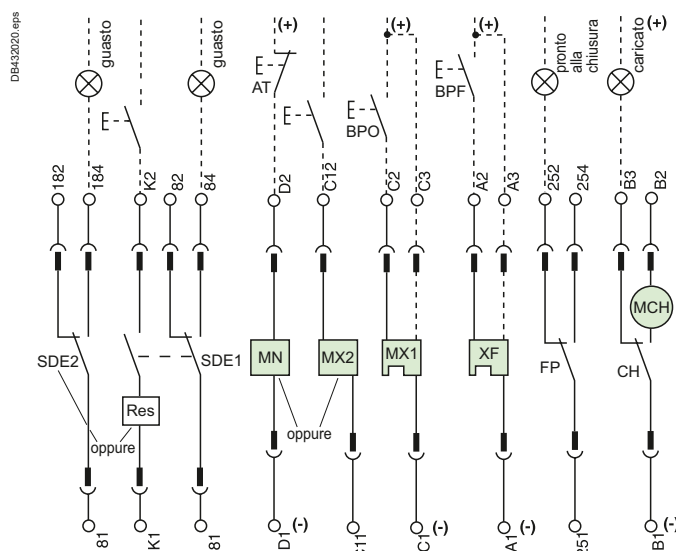 DB432020.eps
guasto
guasto
(+)
(+)
(+)
pronto
alla
chiusura
caricato
(+)
AT
BPO
BPF
182
184
K2
82
84
D2
C12
C2
C3
A2
A3
252
254
B3
B2
MCH
SDE2
SDE1
MN
MX2
MX1
XF
FP
CH
Res
oppure
oppure
81
K1
81
D1 (-)
C11
C1 (-)
A1 (-)
251
B1 (-)